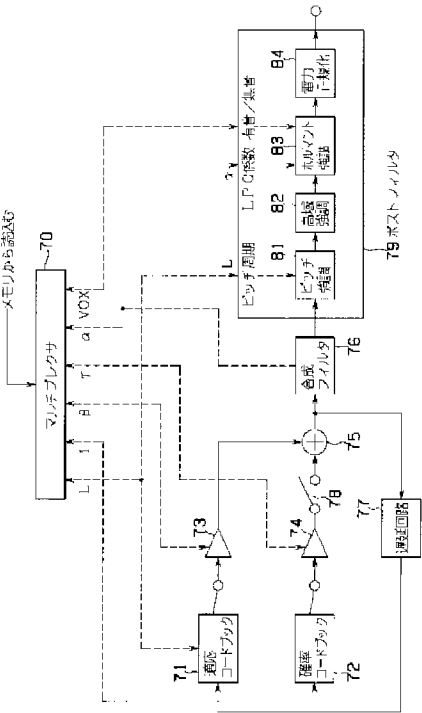 メモリから読込む
マルチプレクサ
70
L
I
β
γ
α
VOX
ピッチ周期
L
LPC係数
α
有音/無音
ピッチ
強調
81
高域
強調
82
ホルマント
強調
83
電力
正規化
84
79 ポストフィルタ
適応
コードブック
71
73
確率
コードブック
72
74
78
75
合成
フィルタ
76
遅延回路
77